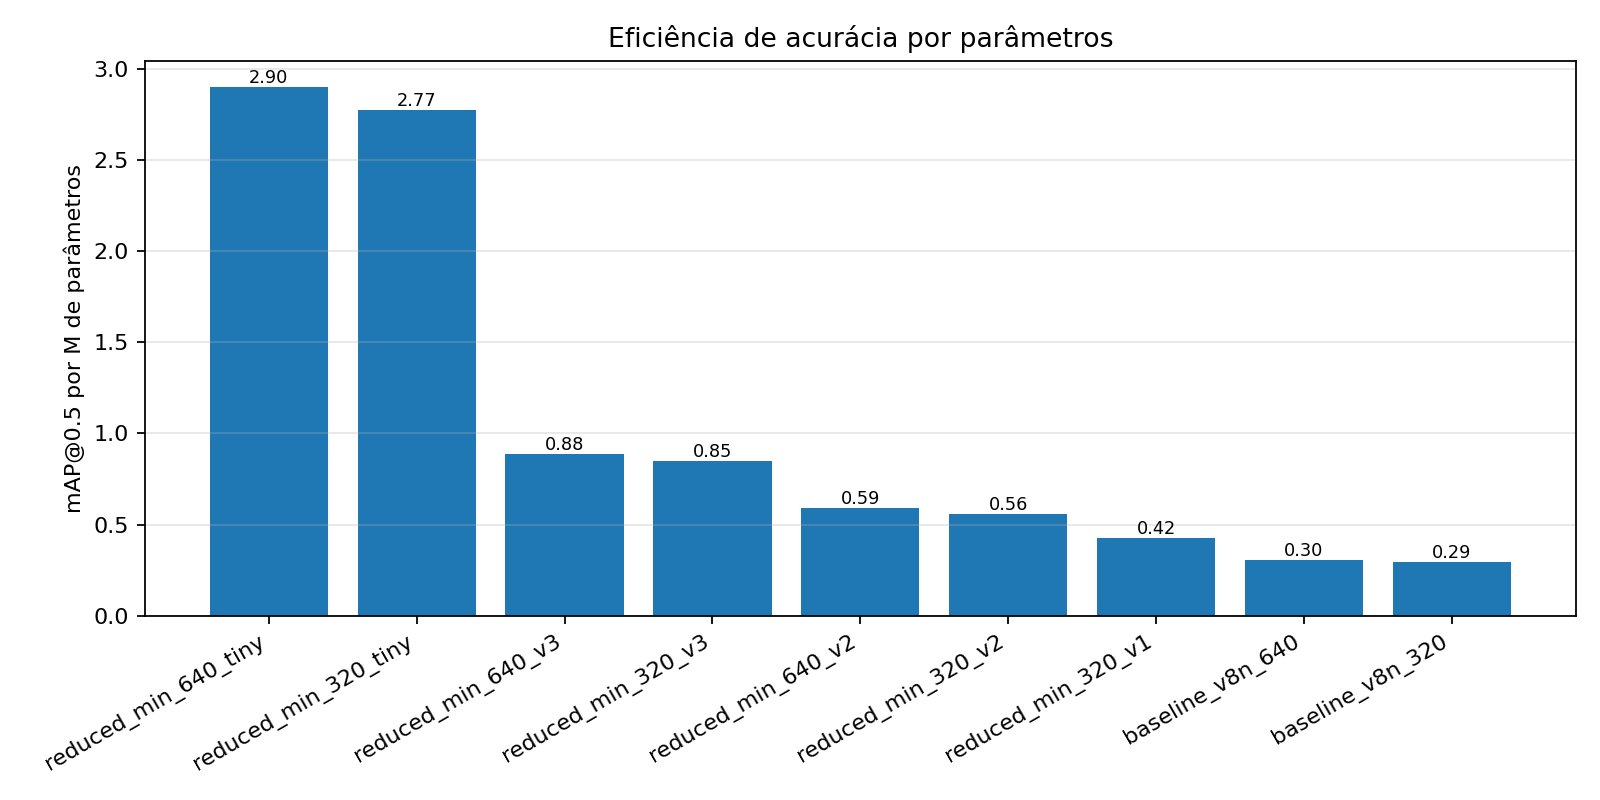 Eficiência de acurácia por parâmetros
mAP@0.5 por M de parâmetros
3.0
2.5
2.0
1.5
1.0
0.5
0.0
2.90
2.77
0.88
0.85
0.59
0.56
0.42
0.30
0.29
reduced_min_640_tiny
reduced_min_320_tiny
reduced_min_640_v3
reduced_min_320_v3
reduced_min_640_v2
reduced_min_320_v2
reduced_min_320_v1
baseline_v8n_640
baseline_v8n_320